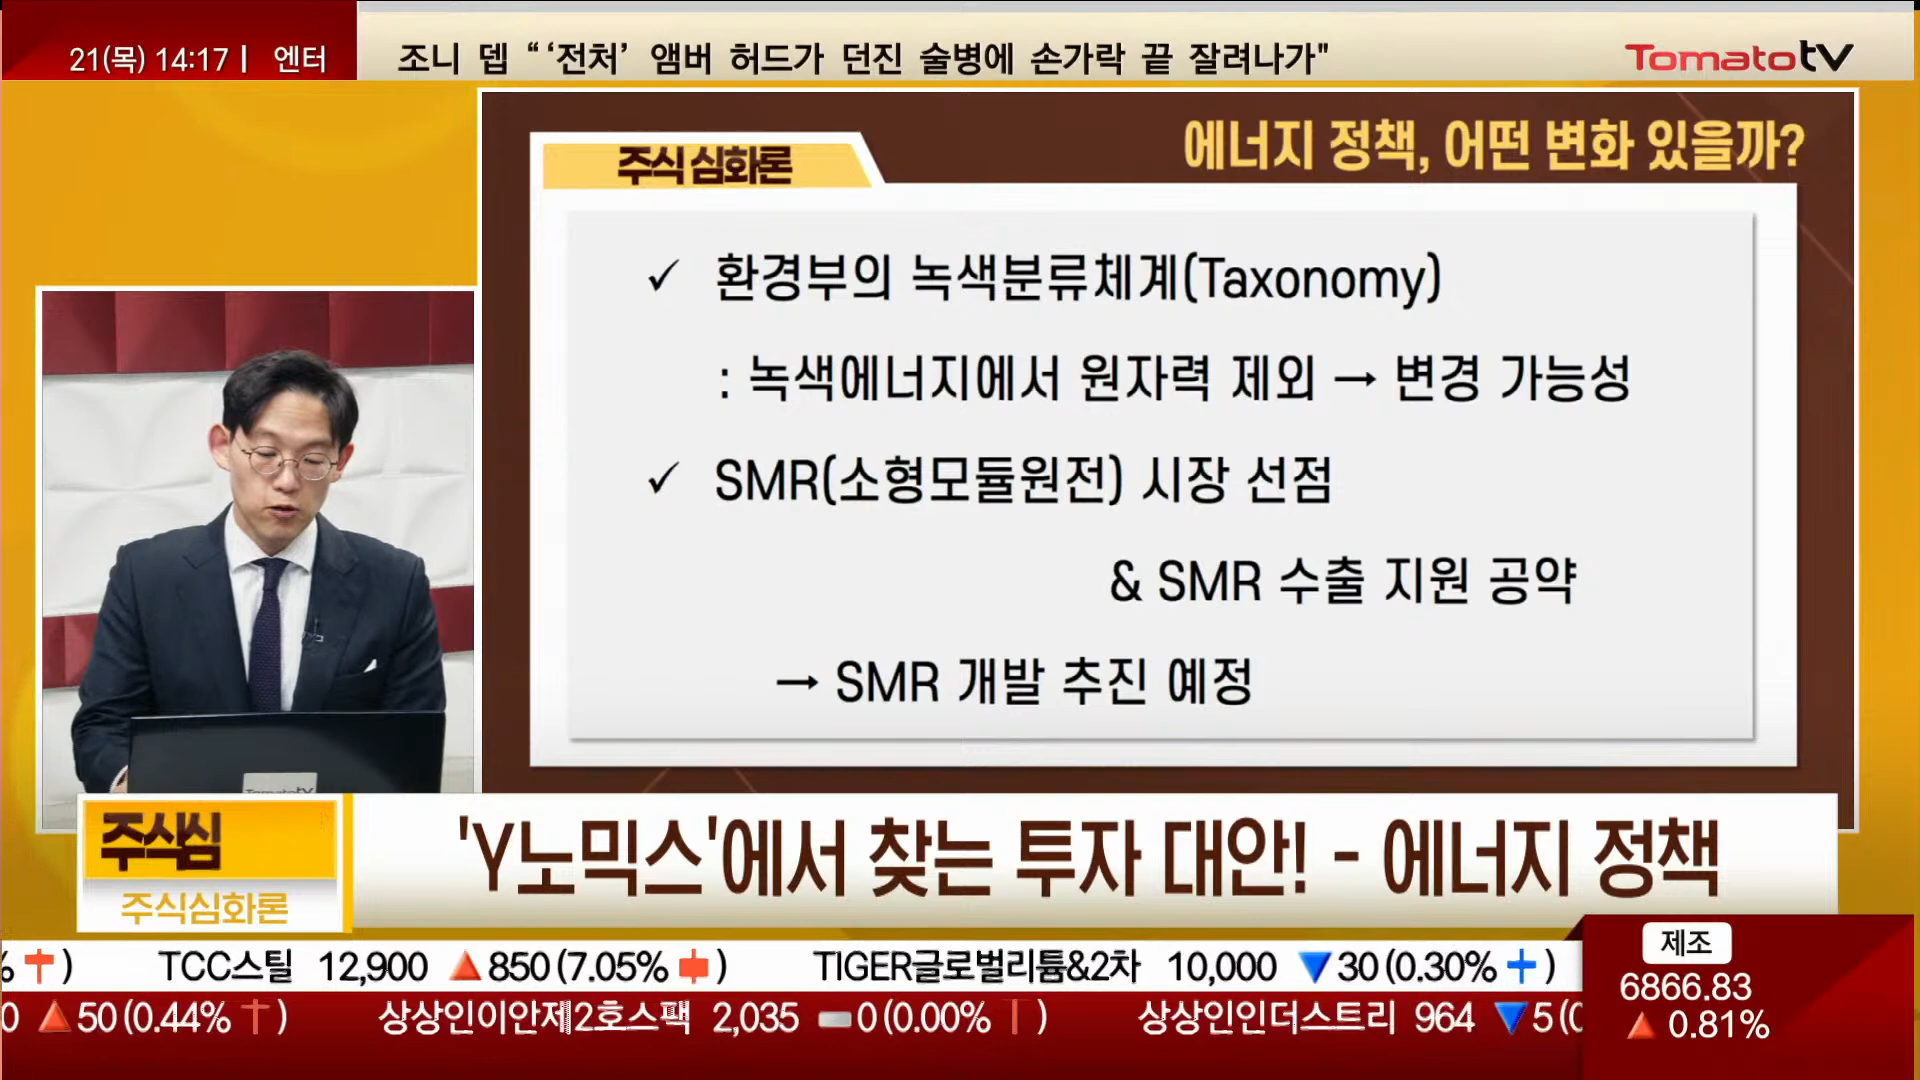 21(목) 14:17| 엔터
조니 뎁 “‘전처’ 앰버 허드가 던진 술병에 손가락 끝 잘려나가"
Tomatotv
에너지 정책, 어떤 변화 있을까?
주식 심화론
✓ 환경부의 녹색분류체계(Taxonomy)
: 녹색에너지에서 원자력 제외 → 변경 가능성
✓ SMR(소형모듈원전) 시장 선점
& SMR 수출 지원 공약
→ SMR 개발 추진 예정
TomatoTV
주식심
주식심화론
'Y노믹스'에서 찾는 투자 대안! - 에너지 정책
% ) TCC스틸 12,900 ▲850(7.05% ) TIGER글로벌리튬&2차 10,000 ▼30(0.30% )
0 ▲50(0.44% ) 상상인이안제2호스팩 2,035 0(0.00% ) 상상인인더스트리 964 ▼5(0
제조
6866.83
▲ 0.81%